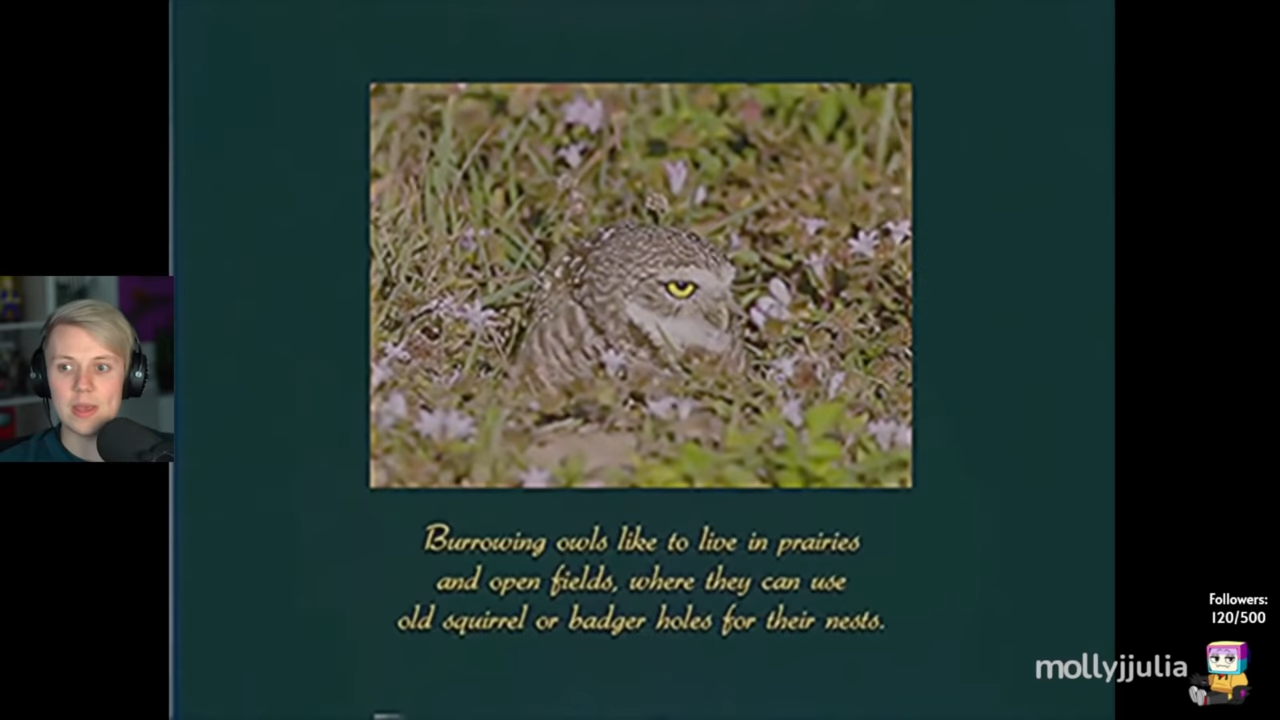 Burrowing owls like to live in prairies
and open fields, where they can use
old squirrel or badger holes for their nests.
Followers:
120/500
mollyjjulia